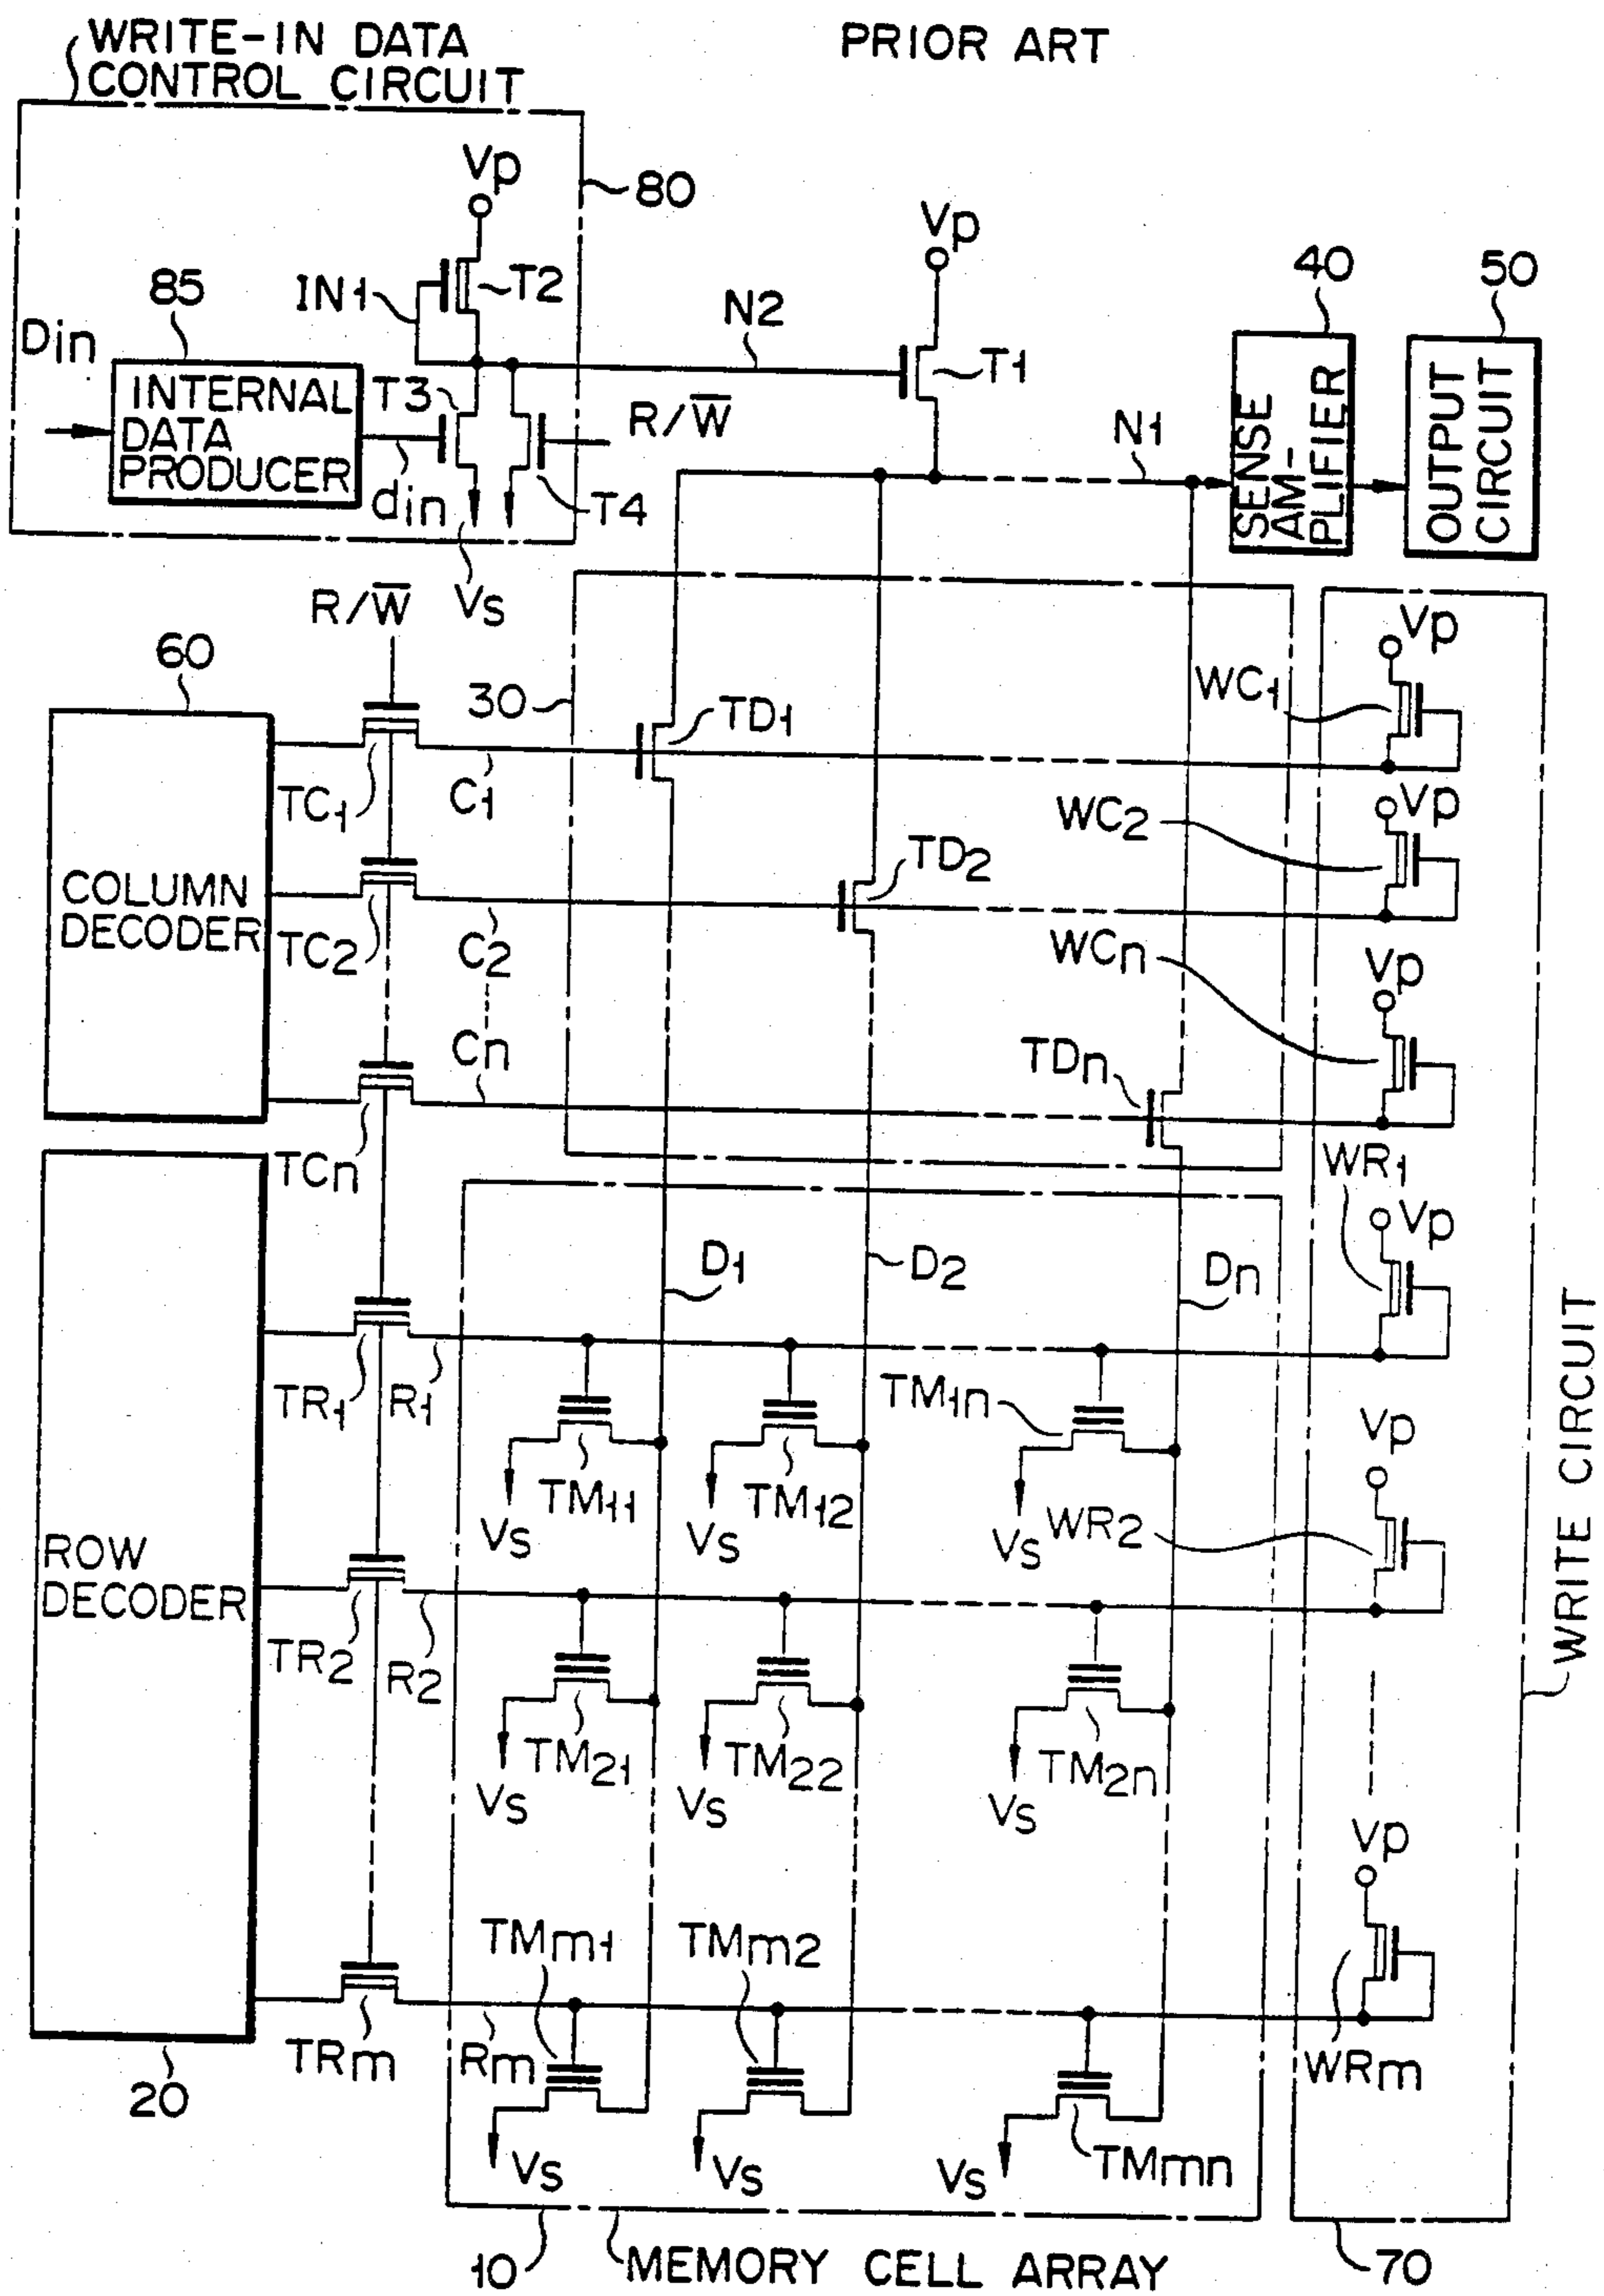 WRITE-IN DATA
CONTROL CIRCUIT
PRIOR ART
Vp
80
Vp
85
IN1
T2
N2
40
50
Din
T1
INTERNAL
DATA
PRODUCER
T3
R/W̅
N1
din
T4
SENSE
AM-
PLIFIER
OUTPUT
CIRCUIT
Vs
R/W̅
60
30
TD1
WC1
Vp
TC1
C1
COLUMN
DECODER
TD2
WC2
Vp
TC2
C2
WCn
Vp
Cn
TDn
TCn
WR1
Vp
D1
D2
Dn
TR1
R1
TM11
TM12
TM1n
Vs
Vs
Vs
WR2
Vp
ROW
DECODER
TR2
R2
TM21
TM22
TM2n
Vs
Vs
Vs
WRITE CIRCUIT
Vp
TMm1
TMm2
TRm
Rm
WRm
20
Vs
Vs
Vs
TMmn
10
MEMORY CELL ARRAY
70